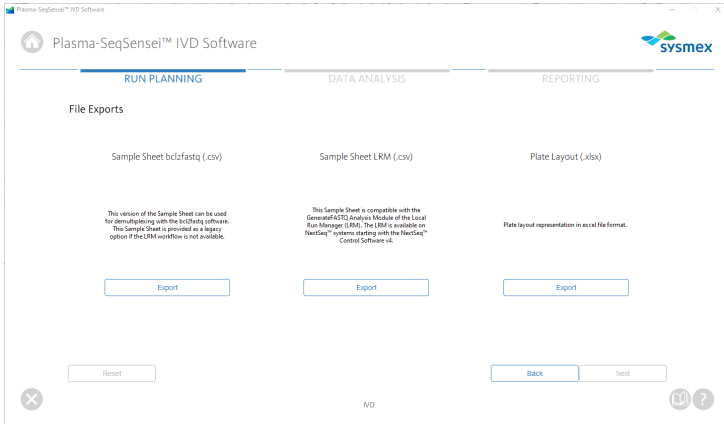 Plasma-SeqSensei™ IVD Software
Plasma-SeqSensei™ IVD Software
sysmex
RUN PLANNING
DATA ANALYSIS
REPORTING
File Exports
Sample Sheet bcl2fastq (.csv)
Sample Sheet LRM (.csv)
Plate Layout (.xlsx)
This version of the Sample Sheet can be used
for demultiplexing with the bcl2fastq software.
This Sample Sheet is provided as a legacy
option if the LRM workflow is not available.
This Sample Sheet is compatible with the
GenerateFASTQ Analysis Module of the Local
Run Manager (LRM). The LRM is available on
NextSeq™ systems starting with the NextSeq™
Control Software v4.
Plate layout representation in excel file format.
Export
Export
Export
Reset
Back
Next
IVD
?